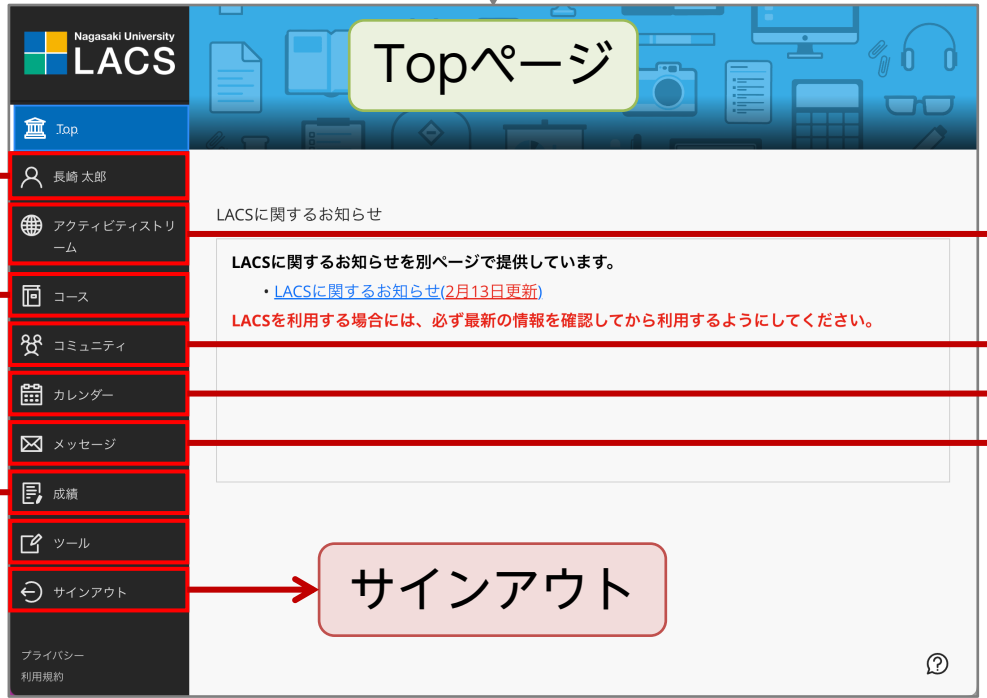 Nagasaki University
LACS
Topページ
Top
長崎 太郎
アクティビティストリ
ーム
コース
コミュニティ
カレンダー
メッセージ
成績
ツール
サインアウト
プライバシー
利用規約
LACSに関するお知らせ
LACSに関するお知らせを別ページで提供しています。
• LACSに関するお知らせ(2月13日更新)
LACSを利用する場合には、必ず最新の情報を確認してから利用するようにしてください。
サインアウト